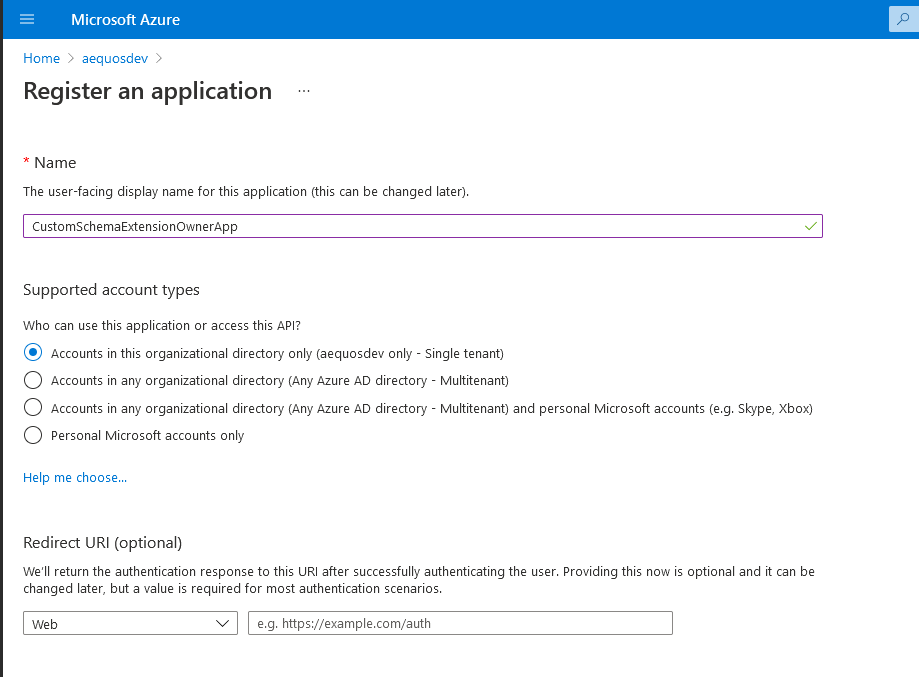 Microsoft Azure
Home > aequosdev >
Register an application ...
* Name
The user-facing display name for this application (this can be changed later).
CustomSchemaExtensionOwnerApp
Supported account types
Who can use this application or access this API?
Accounts in this organizational directory only (aequosdev only - Single tenant)
Accounts in any organizational directory (Any Azure AD directory - Multitenant)
Accounts in any organizational directory (Any Azure AD directory - Multitenant) and personal Microsoft accounts (e.g. Skype, Xbox)
Personal Microsoft accounts only
Help me choose...
Redirect URI (optional)
We'll return the authentication response to this URI after successfully authenticating the user. Providing this now is optional and it can be
changed later, but a value is required for most authentication scenarios.
Web
e.g. https://example.com/auth